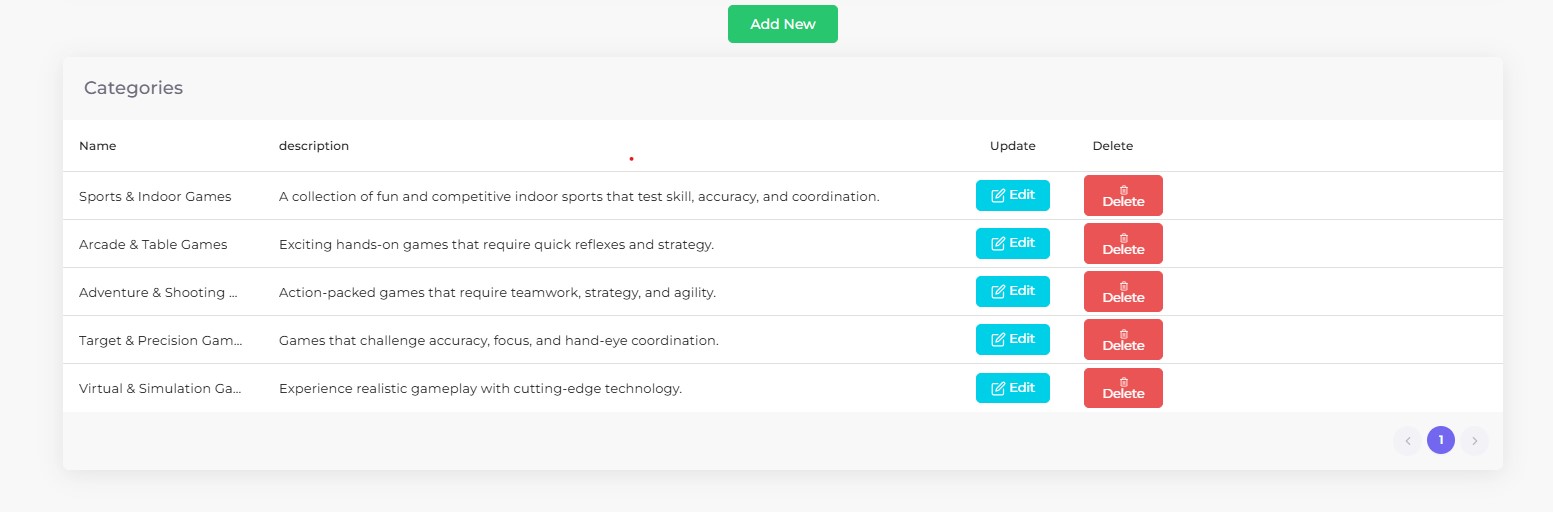 Add New
Categories
Name description Update Delete
Sports & Indoor Games A collection of fun and competitive indoor sports that test skill, accuracy, and coordination. Edit Delete
Arcade & Table Games Exciting hands-on games that require quick reflexes and strategy. Edit Delete
Adventure & Shooting ... Action-packed games that require teamwork, strategy, and agility. Edit Delete
Target & Precision Gam... Games that challenge accuracy, focus, and hand-eye coordination. Edit Delete
Virtual & Simulation Ga... Experience realistic gameplay with cutting-edge technology. Edit Delete
1